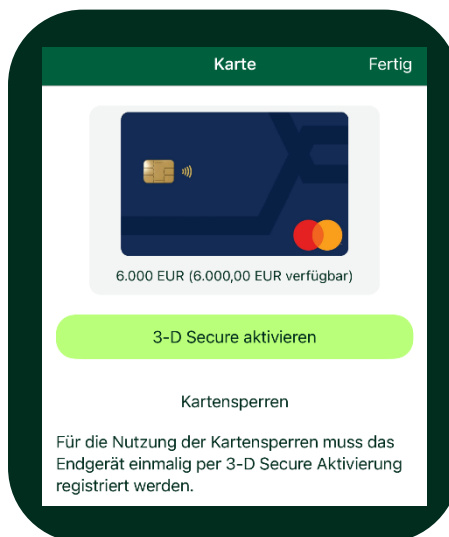 Karte Fertig
6.000 EUR (6.000,00 EUR verfügbar)
3-D Secure aktivieren
Kartensperren
Für die Nutzung der Kartensperren muss das
Endgerät einmalig per 3-D Secure Aktivierung
registriert werden.